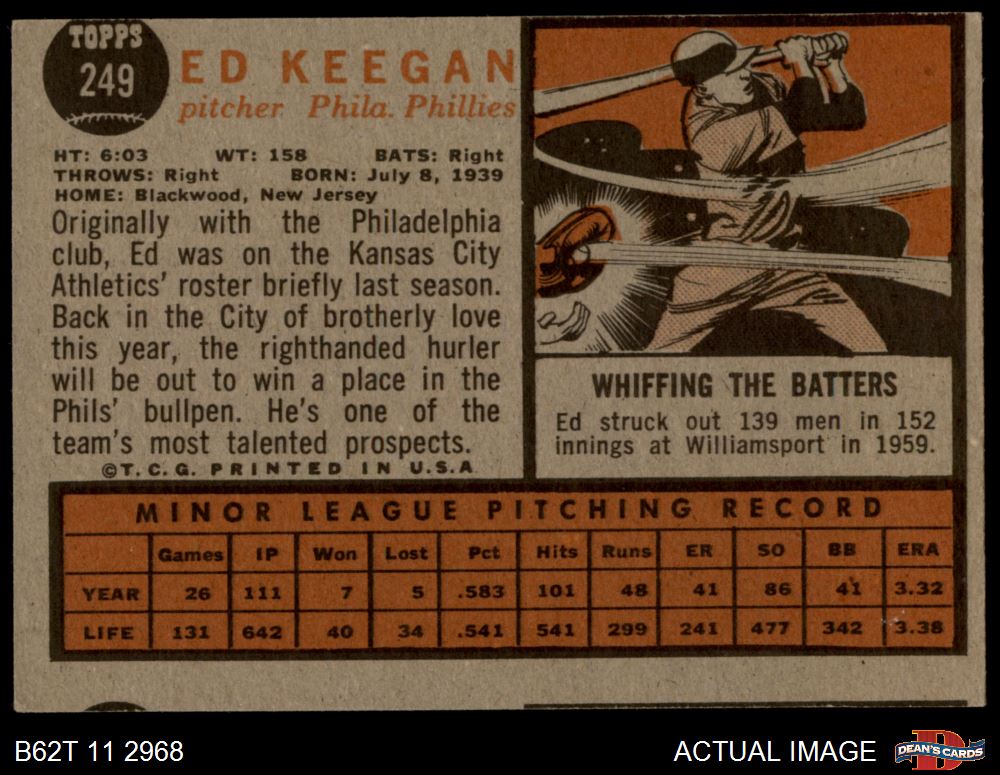 TOPPS
249
ED KEEGAN
pitcher Phila. Phillies
HT: 6:03 WT: 158 BATS: Right
THROWS: Right BORN: July 8, 1939
HOME: Blackwood, New Jersey
Originally with the Philadelphia
club, Ed was on the Kansas City
Athletics' roster briefly last season.
Back in the City of brotherly love
this year, the righthanded hurler
will be out to win a place in the
Phils' bullpen. He's one of the
team's most talented prospects.
©T.C.G. PRINTED IN U.S.A
WHIFFING THE BATTERS
Ed struck out 139 men in 152
innings at Williamsport in 1959.
MINOR LEAGUE PITCHING RECORD
Games IP Won Lost Pct Hits Runs ER SO BB ERA
YEAR 26 111 7 5 .583 101 48 41 86 41 3.32
LIFE 131 642 40 34 .541 541 299 241 477 342 3.38
B62T 11 2968
ACTUAL IMAGE
D
DEAN'S CARDS